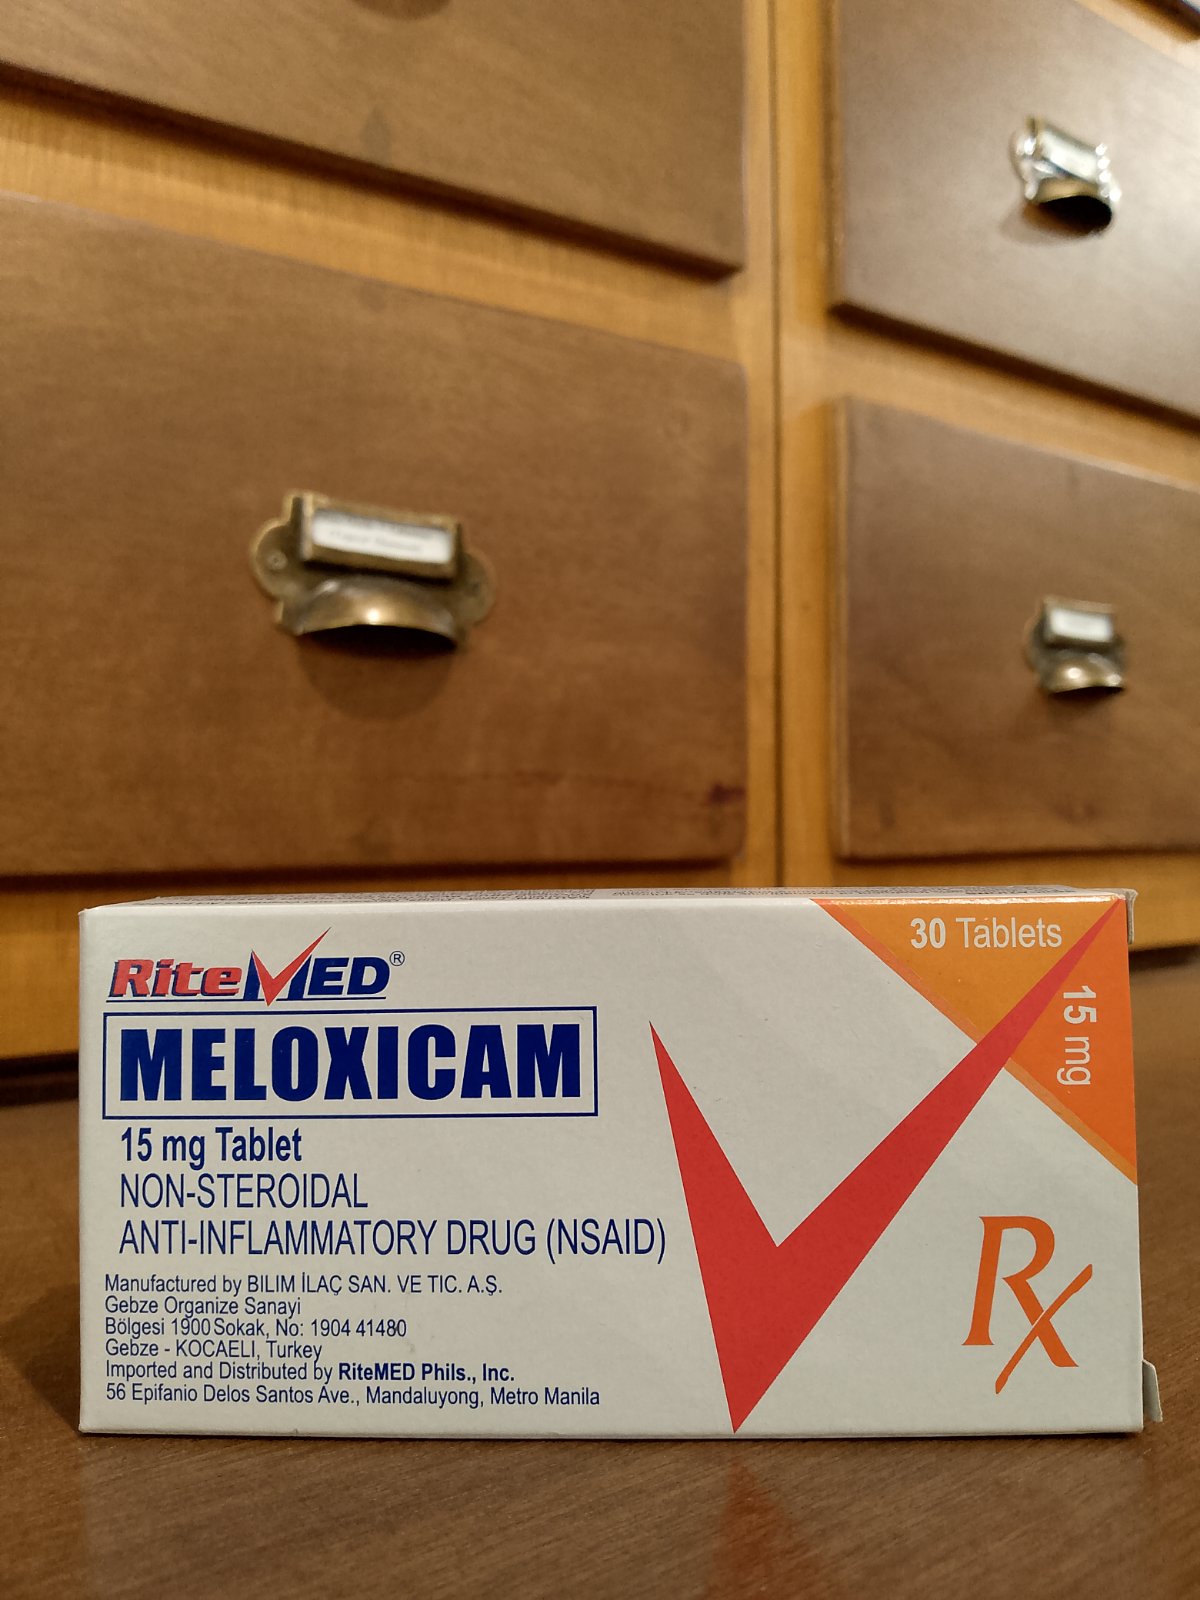 RiteMED®
MELOXICAM
15 mg Tablet
NON-STEROIDAL
ANTI-INFLAMMATORY DRUG (NSAID)
Manufactured by BILIM İLAÇ SAN. VE TIC. A.Ş.
Gebze Organize Sanayi
Bölgesi 1900 Sokak, No: 1904 41480
Gebze - KOCAELI, Turkey
Imported and Distributed by RiteMED Phils., Inc.
56 Epifanio Delos Santos Ave., Mandaluyong, Metro Manila
30 Tablets
15 mg
Rx